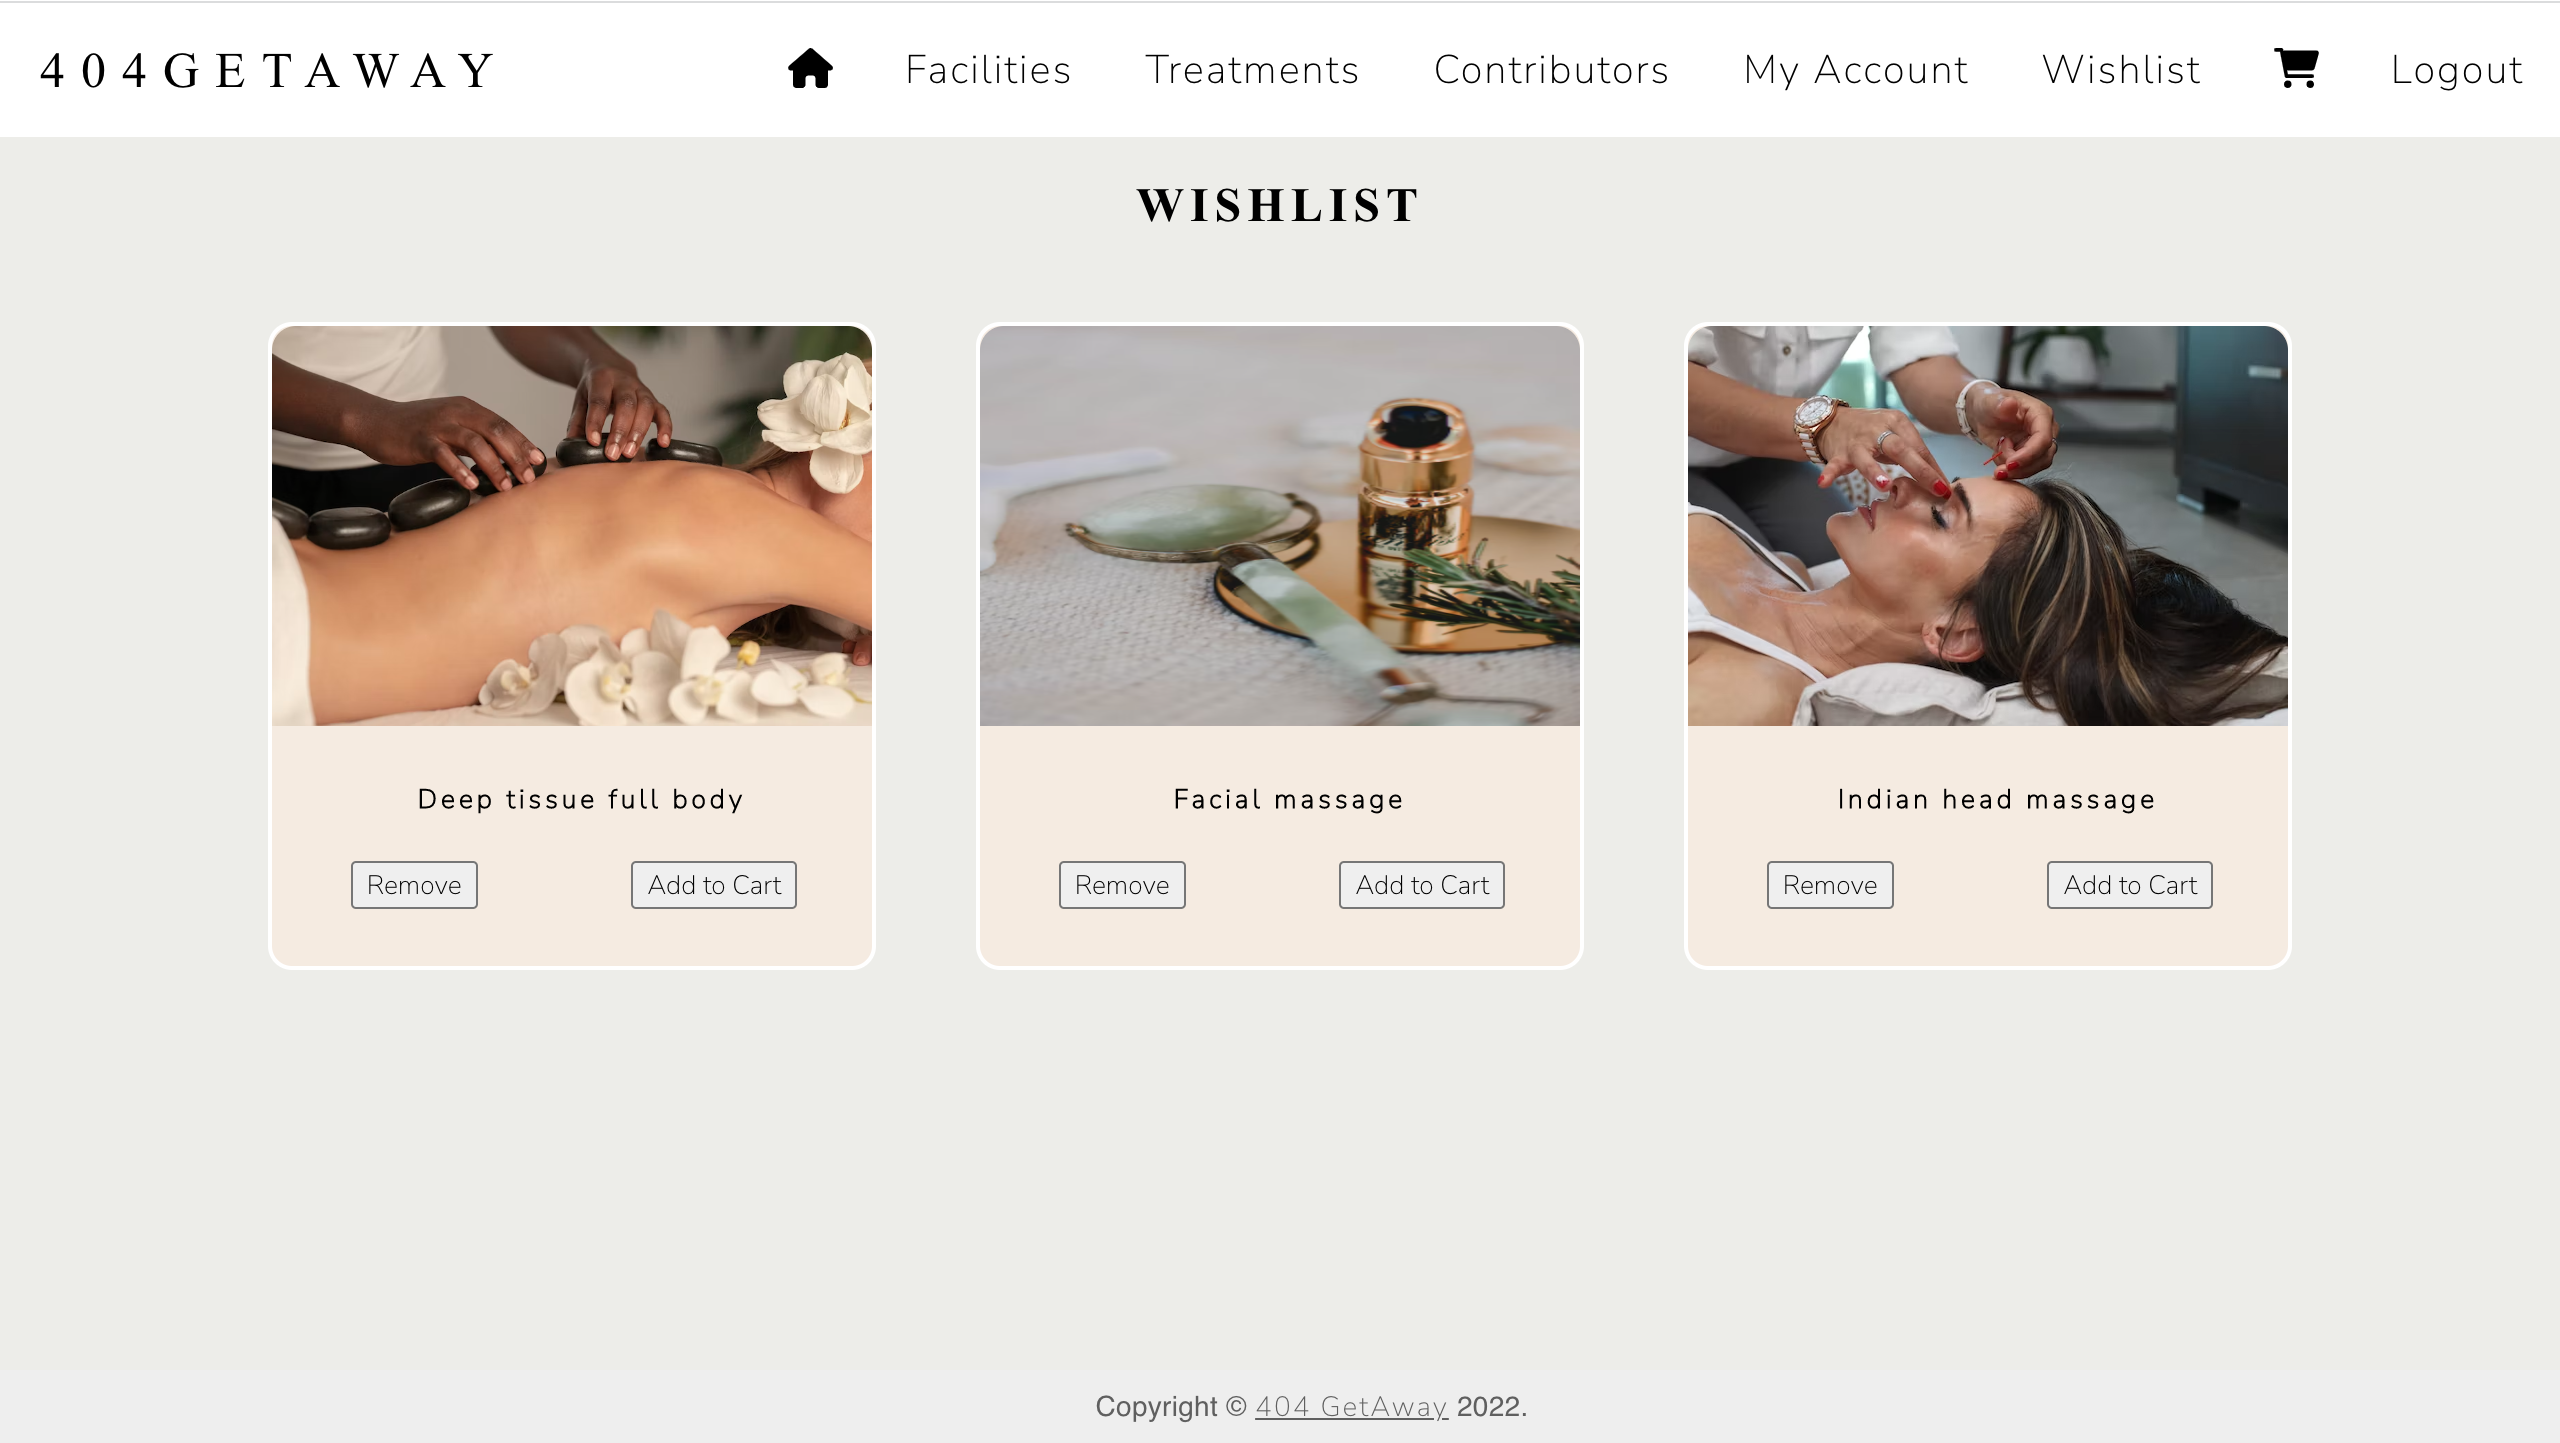 404GETAWAY Facilities Treatments Contributors My Account Wishlist Logout
WISHLIST
Deep tissue full body
Remove Add to Cart
Facial massage
Remove Add to Cart
Indian head massage
Remove Add to Cart
Copyright © 404 GetAway 2022.